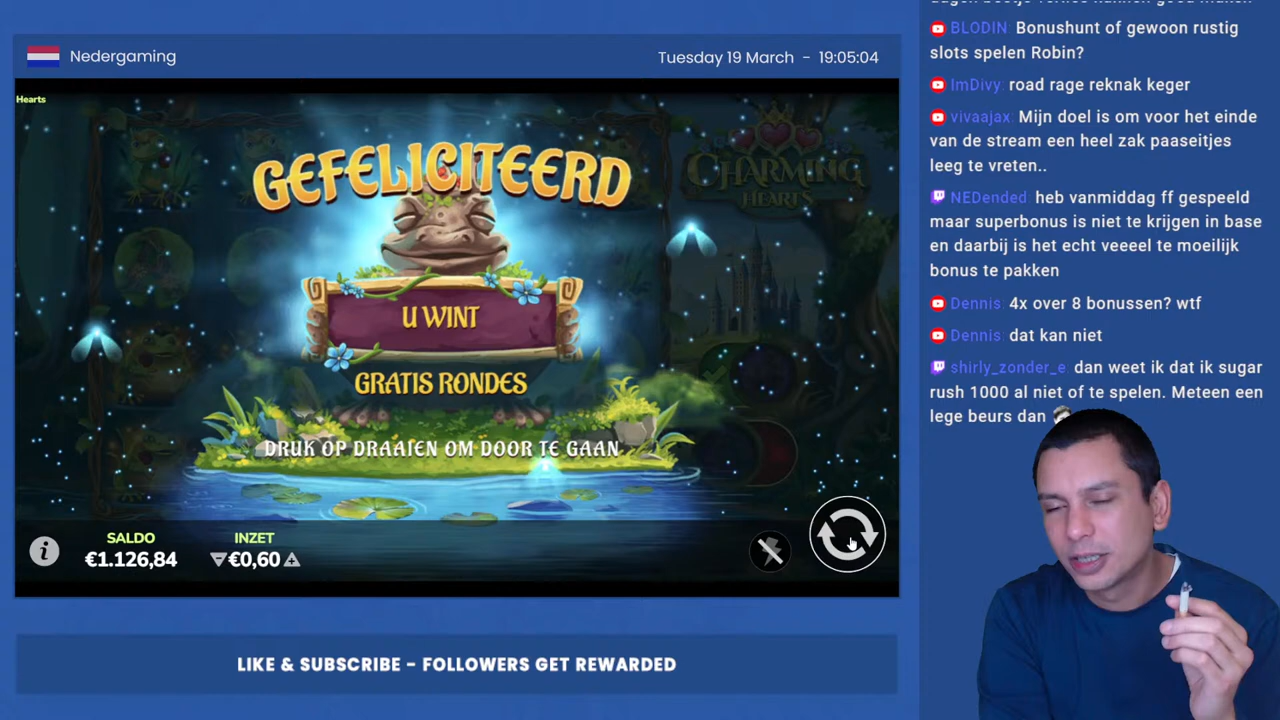 Nedergaming
Tuesday 19 March - 19:05:04
Hearts
CHARMING
HEARTS
GEFELICITEERD
U WINT
GRATIS RONDES
DRUK OP DRAAIEN OM DOOR TE GAAN
SALDO
€1.126,84
INZET
€0,60
LIKE & SUBSCRIBE - FOLLOWERS GET REWARDED
BLODIN Bonushunt of gewoon rustig
slots spelen Robin?
ImDivy: road rage reknak keger
vivaajax: Mijn doel is om voor het einde
van de stream een heel zak paaseitjes
leeg te vreten..
NEDended heb vanmiddag ff gespeeld
maar superbonus is niet te krijgen in base
en daarbij is het echt veeeel te moeilijk
bonus te pakken
Dennis: 4x over 8 bonussen? wtf
Dennis: dat kan niet
shirly_zonder_e: dan weet ik dat ik sugar
rush 1000 al niet of te spelen. Meteen een
lege beurs dan